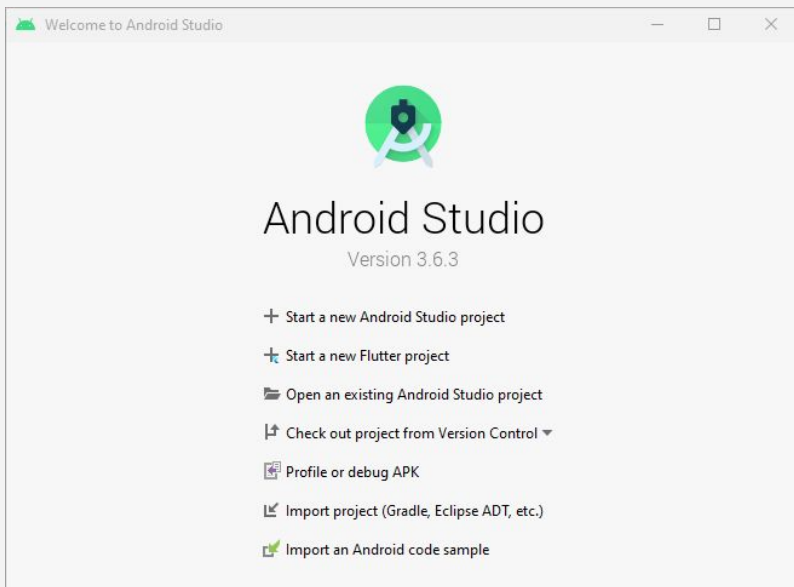 Welcome to Android Studio
Android Studio
Version 3.6.3
Start a new Android Studio project
Start a new Flutter project
Open an existing Android Studio project
Check out project from Version Control
Profile or debug APK
Import project (Gradle, Eclipse ADT, etc.)
Import an Android code sample